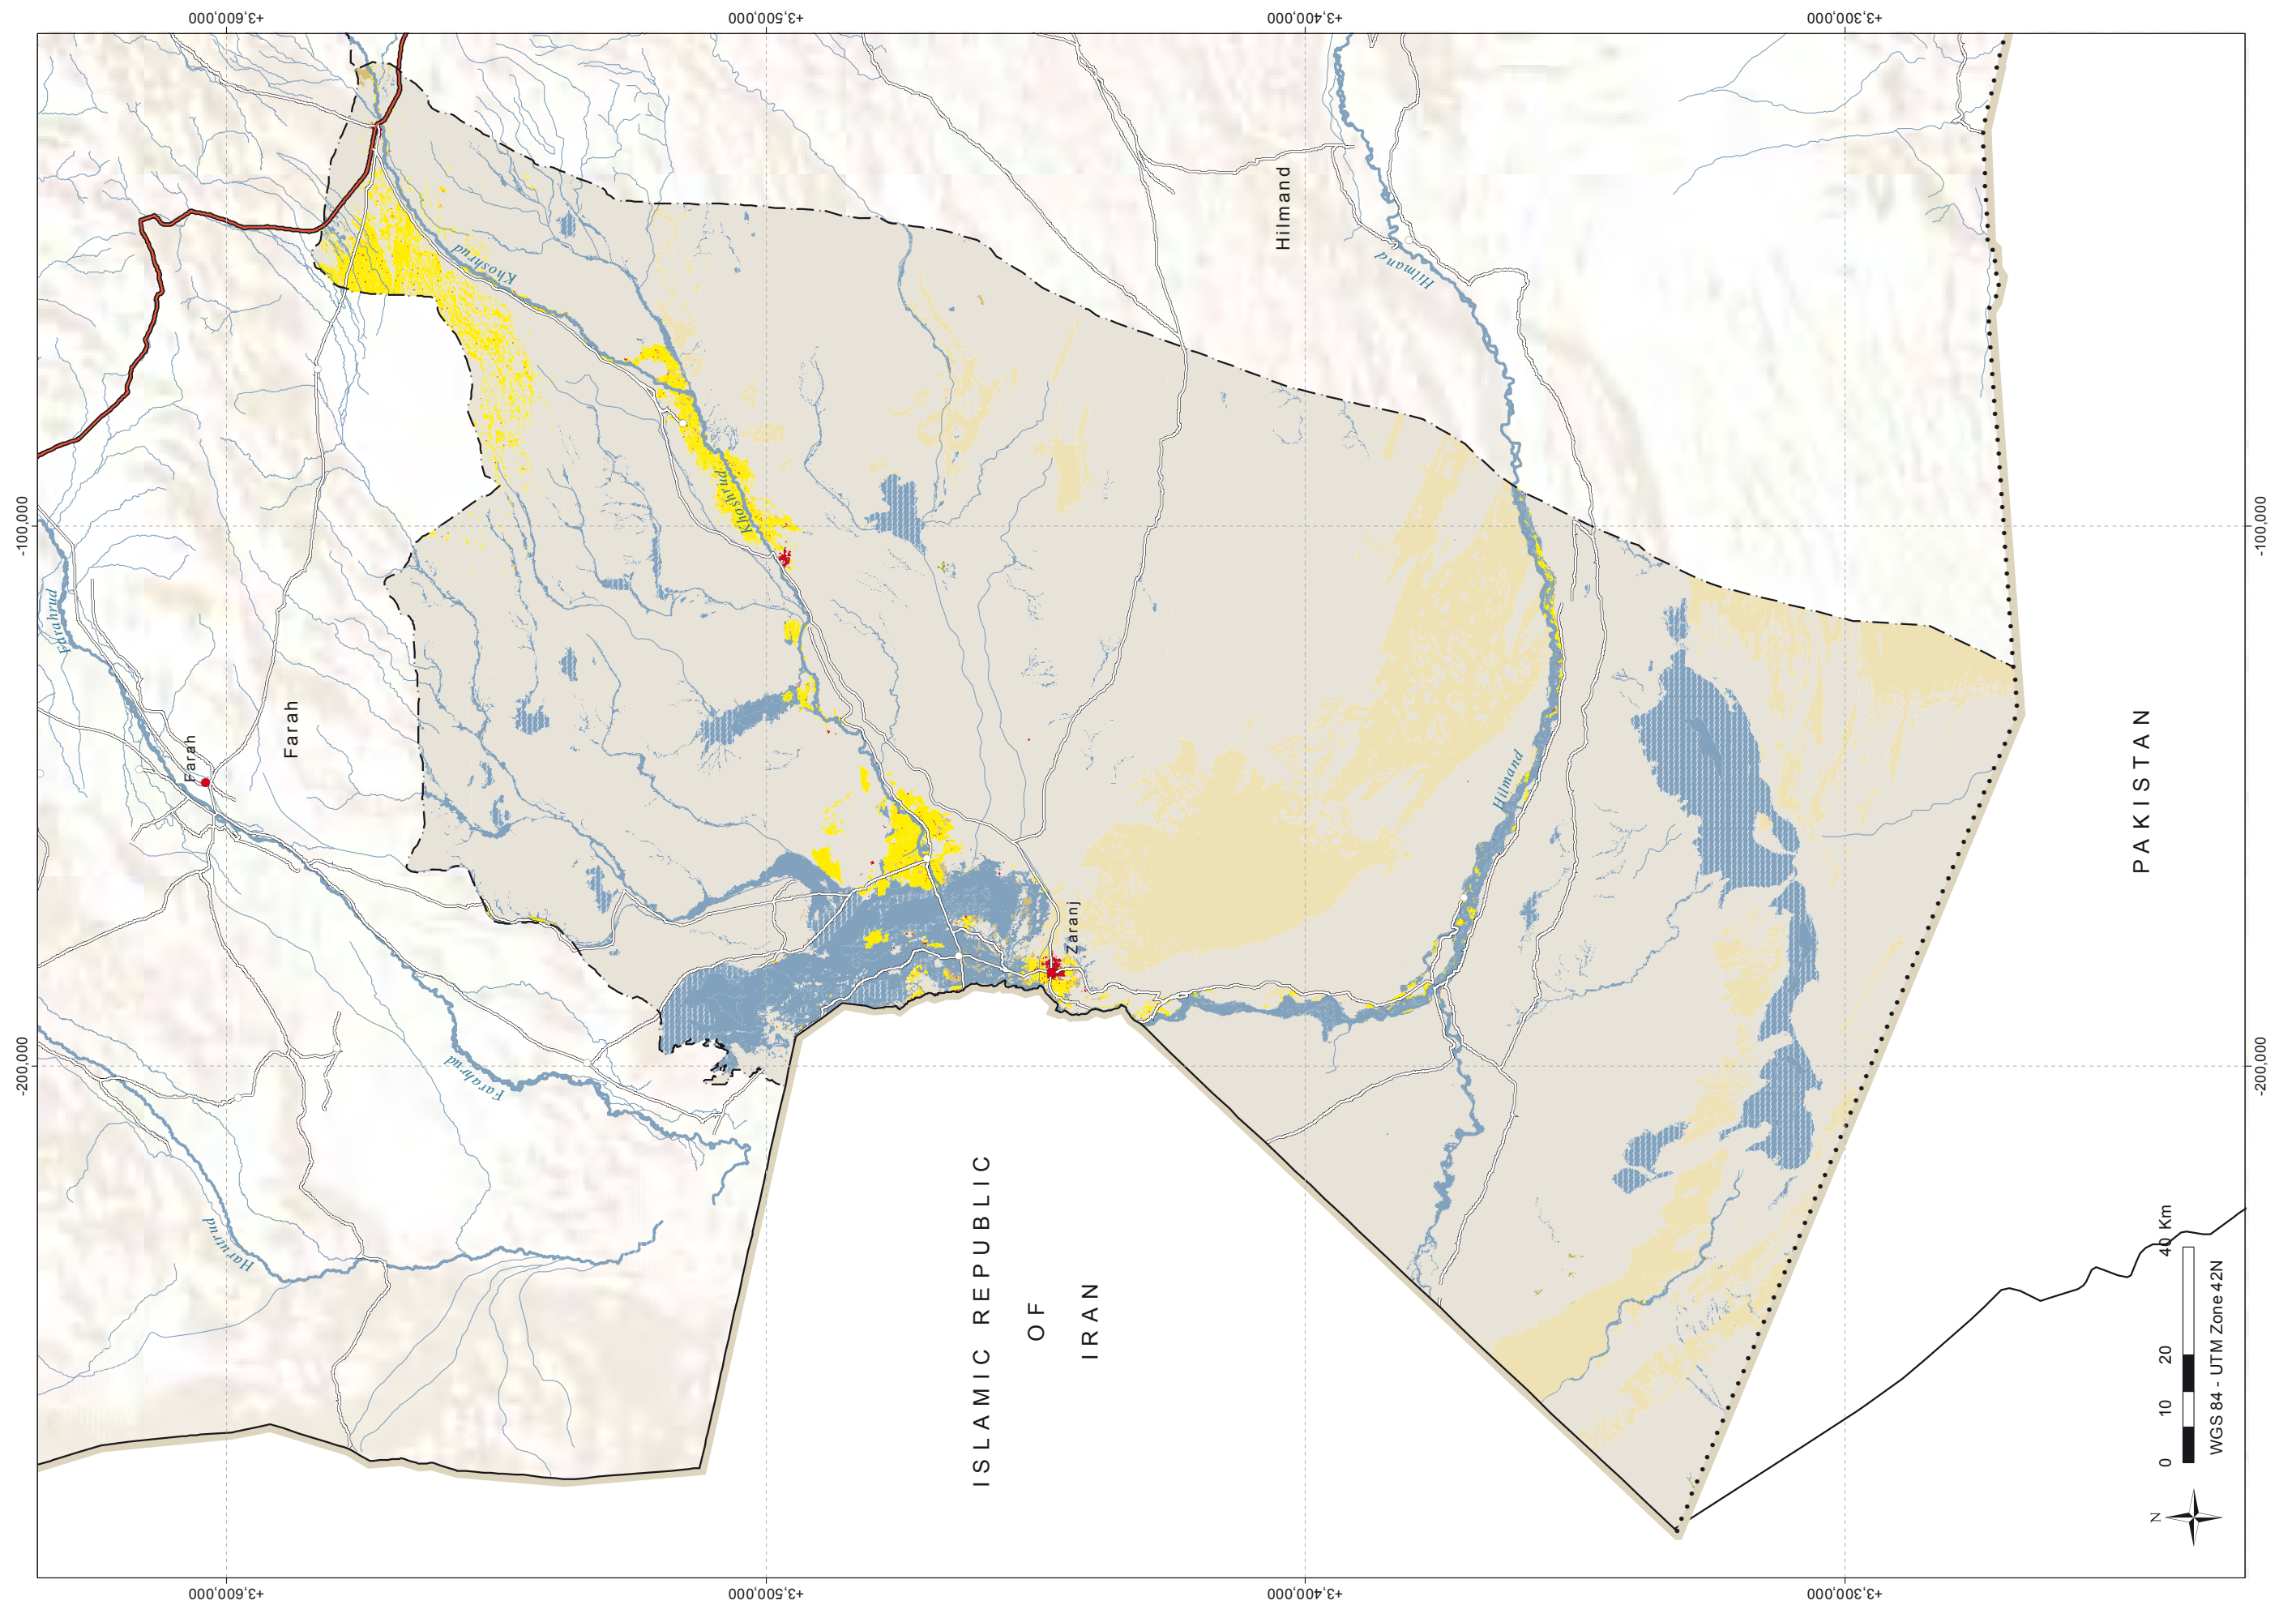 +3,600,000
+3,500,000
+3,400,000
+3,300,000
-100,000
-200,000
-100,000
-200,000
+3,600,000
+3,500,000
+3,400,000
+3,300,000
Khoshrud
Hilmand
Hilmand
Khoshrud
Farahrud
Farah
Farah
Hilmand
Zaranj
Farahrud
Harutrud
PAKISTAN
ISLAMIC REPUBLIC
OF
IRAN
0 10 20 40 Km
WGS 84 - UTM Zone 42N
N